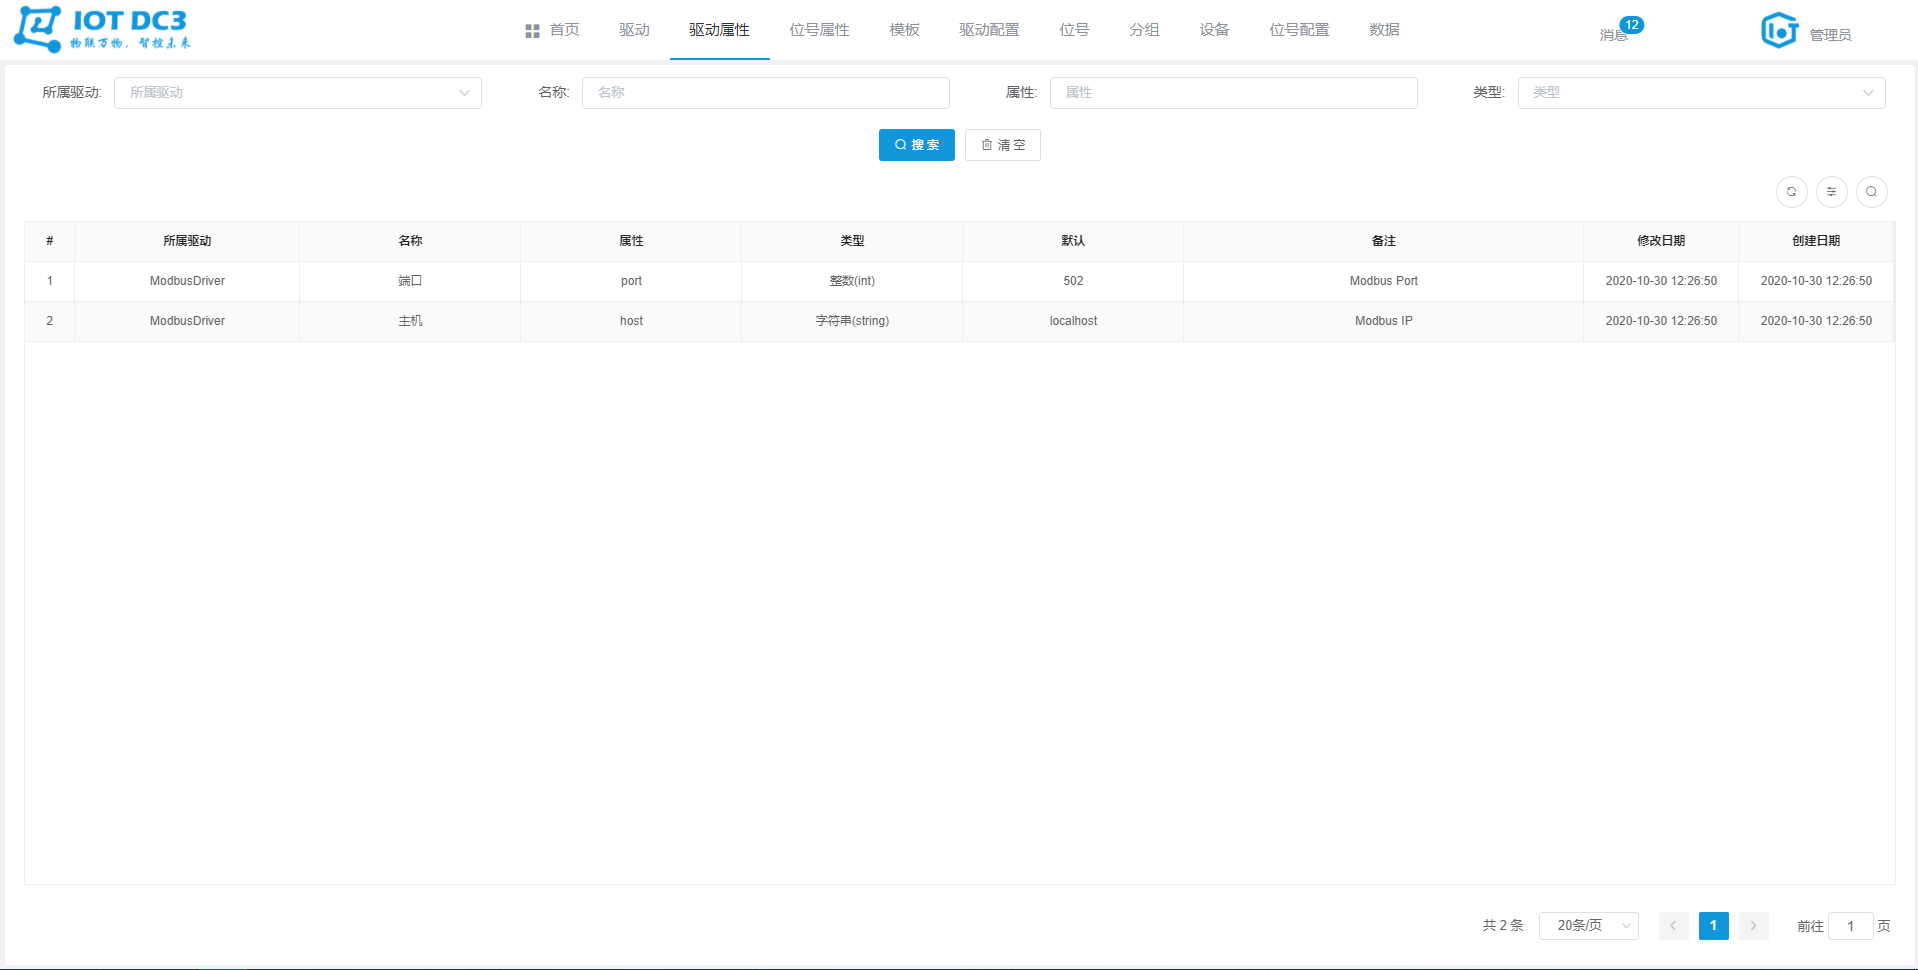 IOT DC3
物联万物，智控未来
首页 驱动 驱动属性 位号属性 模板 驱动配置 位号 分组 设备 位号配置 数据 消息 12 管理员
所属驱动: 所属驱动 名称: 名称 属性: 属性 类型: 类型
搜 索 清 空
# 所属驱动 名称 属性 类型 默认 备注 修改日期 创建日期
1 ModbusDriver 端口 port 整数(int) 502 Modbus Port 2020-10-30 12:26:50 2020-10-30 12:26:50
2 ModbusDriver 主机 host 字符串(string) localhost Modbus IP 2020-10-30 12:26:50 2020-10-30 12:26:50
共 2 条 20条/页 1 前往 1 页